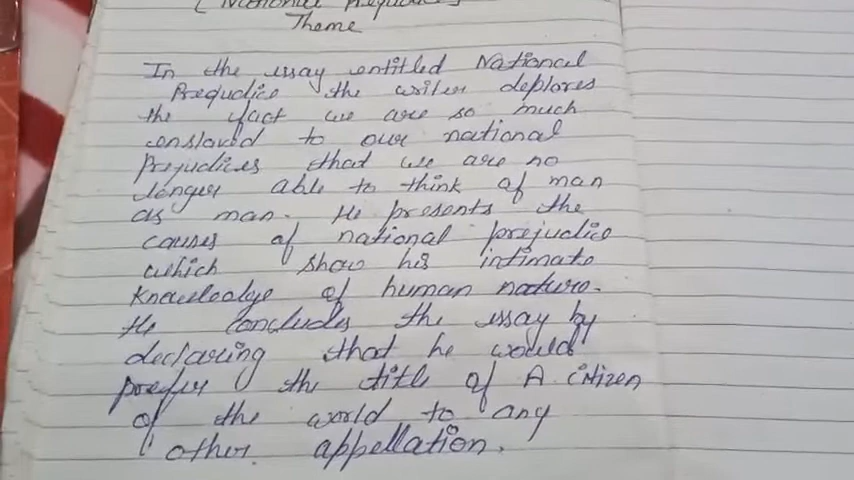 [ National Prejudices ]
Theme
In the essay entitled National
Prequdice the writer deplores
the fact we are so much
enslaved to our national
prejudices that we are no
longer able to think of man
as man. He presents the
causes of national prejudice
which show his intimate
knowledge of human nature.
He concludes the essay by
declaring that he would
prefer the title of A citizen
of the world to any
other appellation.